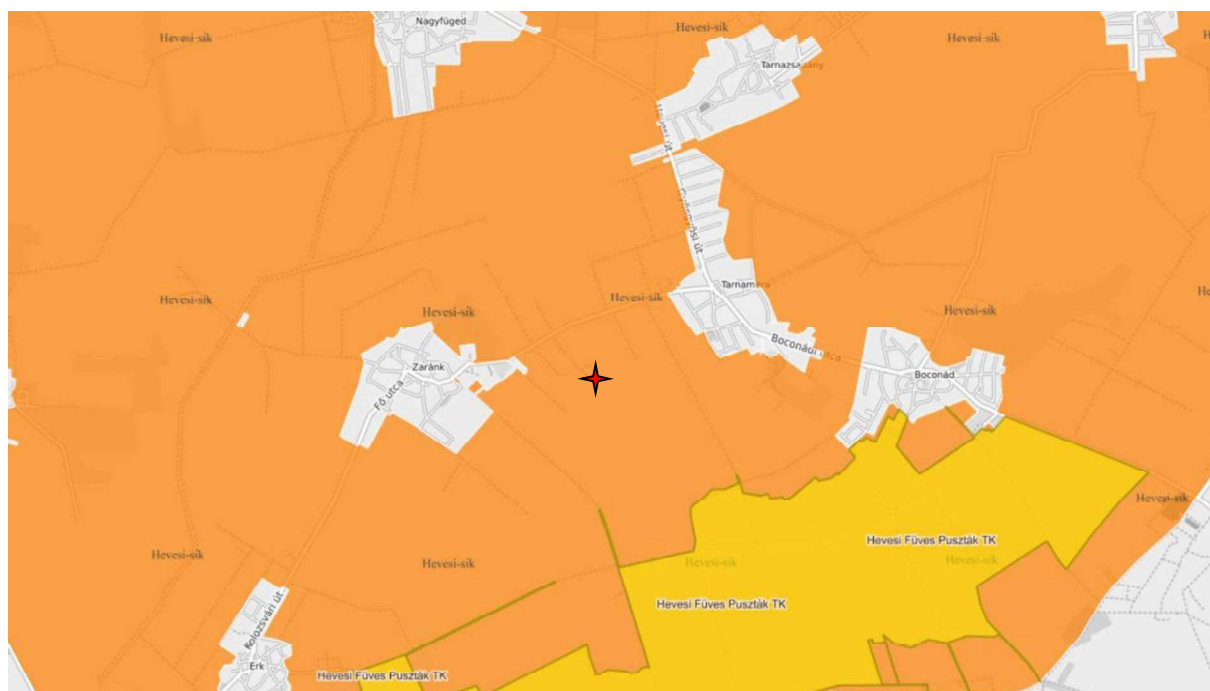 Nagyfüged
Hevesi-sík
Hevesi-sík
Hevesi-sík
Tarnazsadány
Gyöngyösi út
Hevesi-sík
Hevesi-sík
Hevesi-sík
Hevesi-sík
Tarnaméra
Boconádi utca
Zaránk
Fő utca
Boconád
Hevesi-sík
Hevesi-sík
Hevesi-sík
Hevesi-sík
Hevesi-sík
Hevesi Füves Puszták TK
Hevesi Füves Puszták TK
Kolozsvári út
Erk
Hevesi Füves Puszták TK